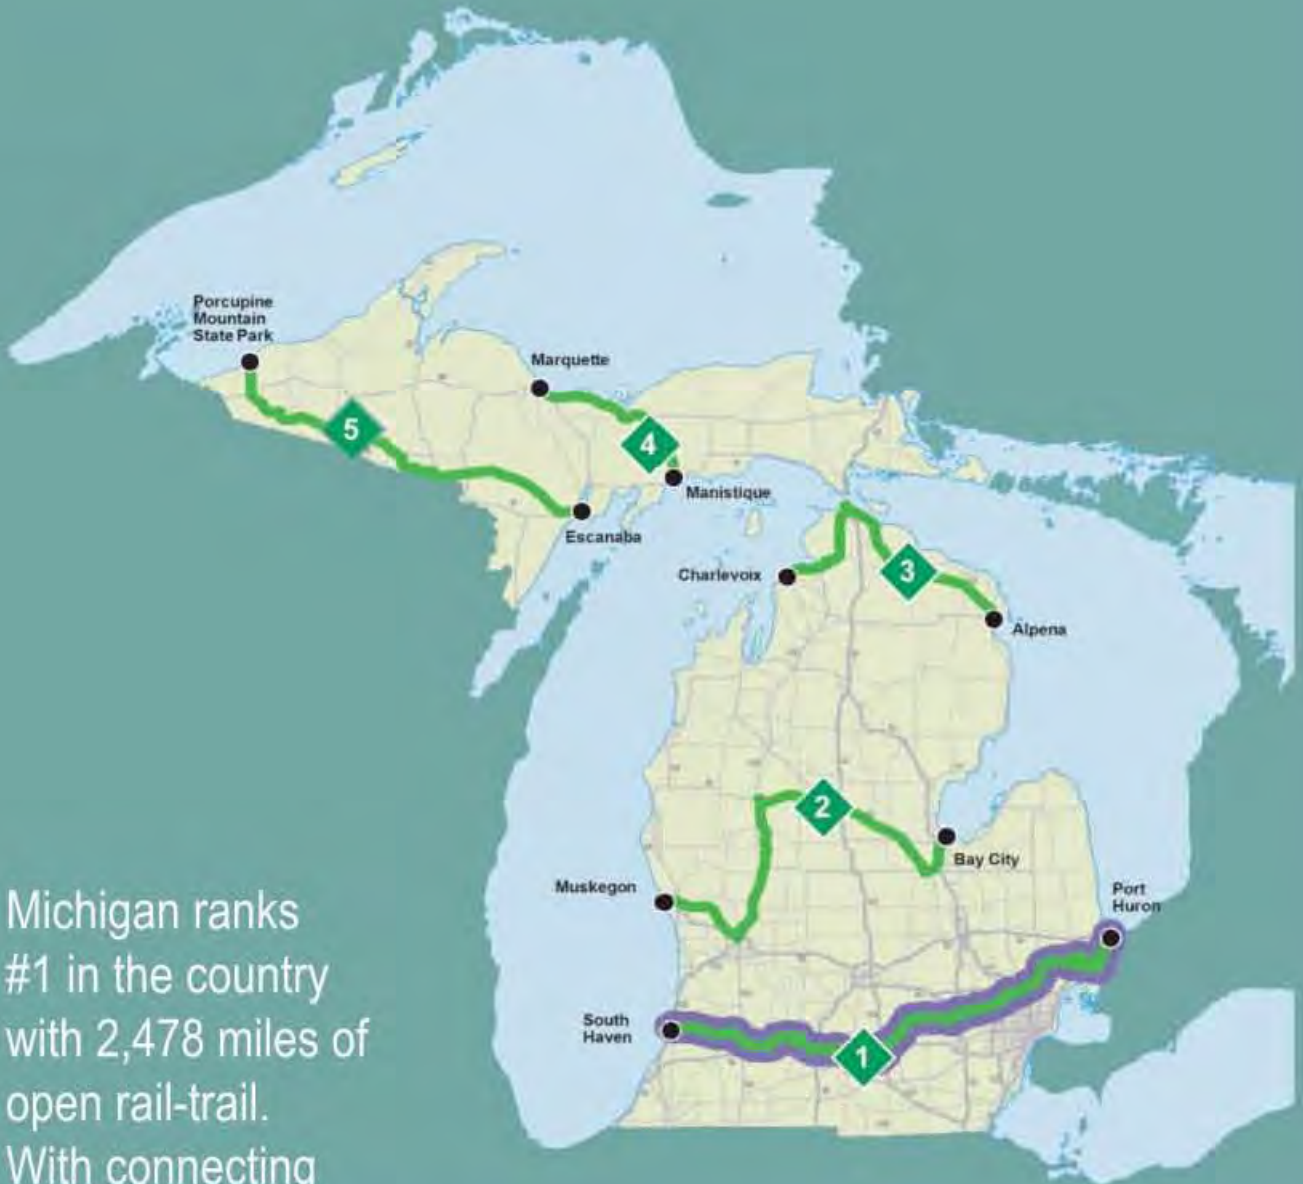 Porcupine
Mountain
State Park
Marquette
5
4
Manistique
Escanaba
Charlevoix
3
Alpena
2
Bay City
Muskegon
Port
Huron
South
Haven
1
Michigan ranks
#1 in the country
with 2,478 miles of
open rail-trail.
With connecting